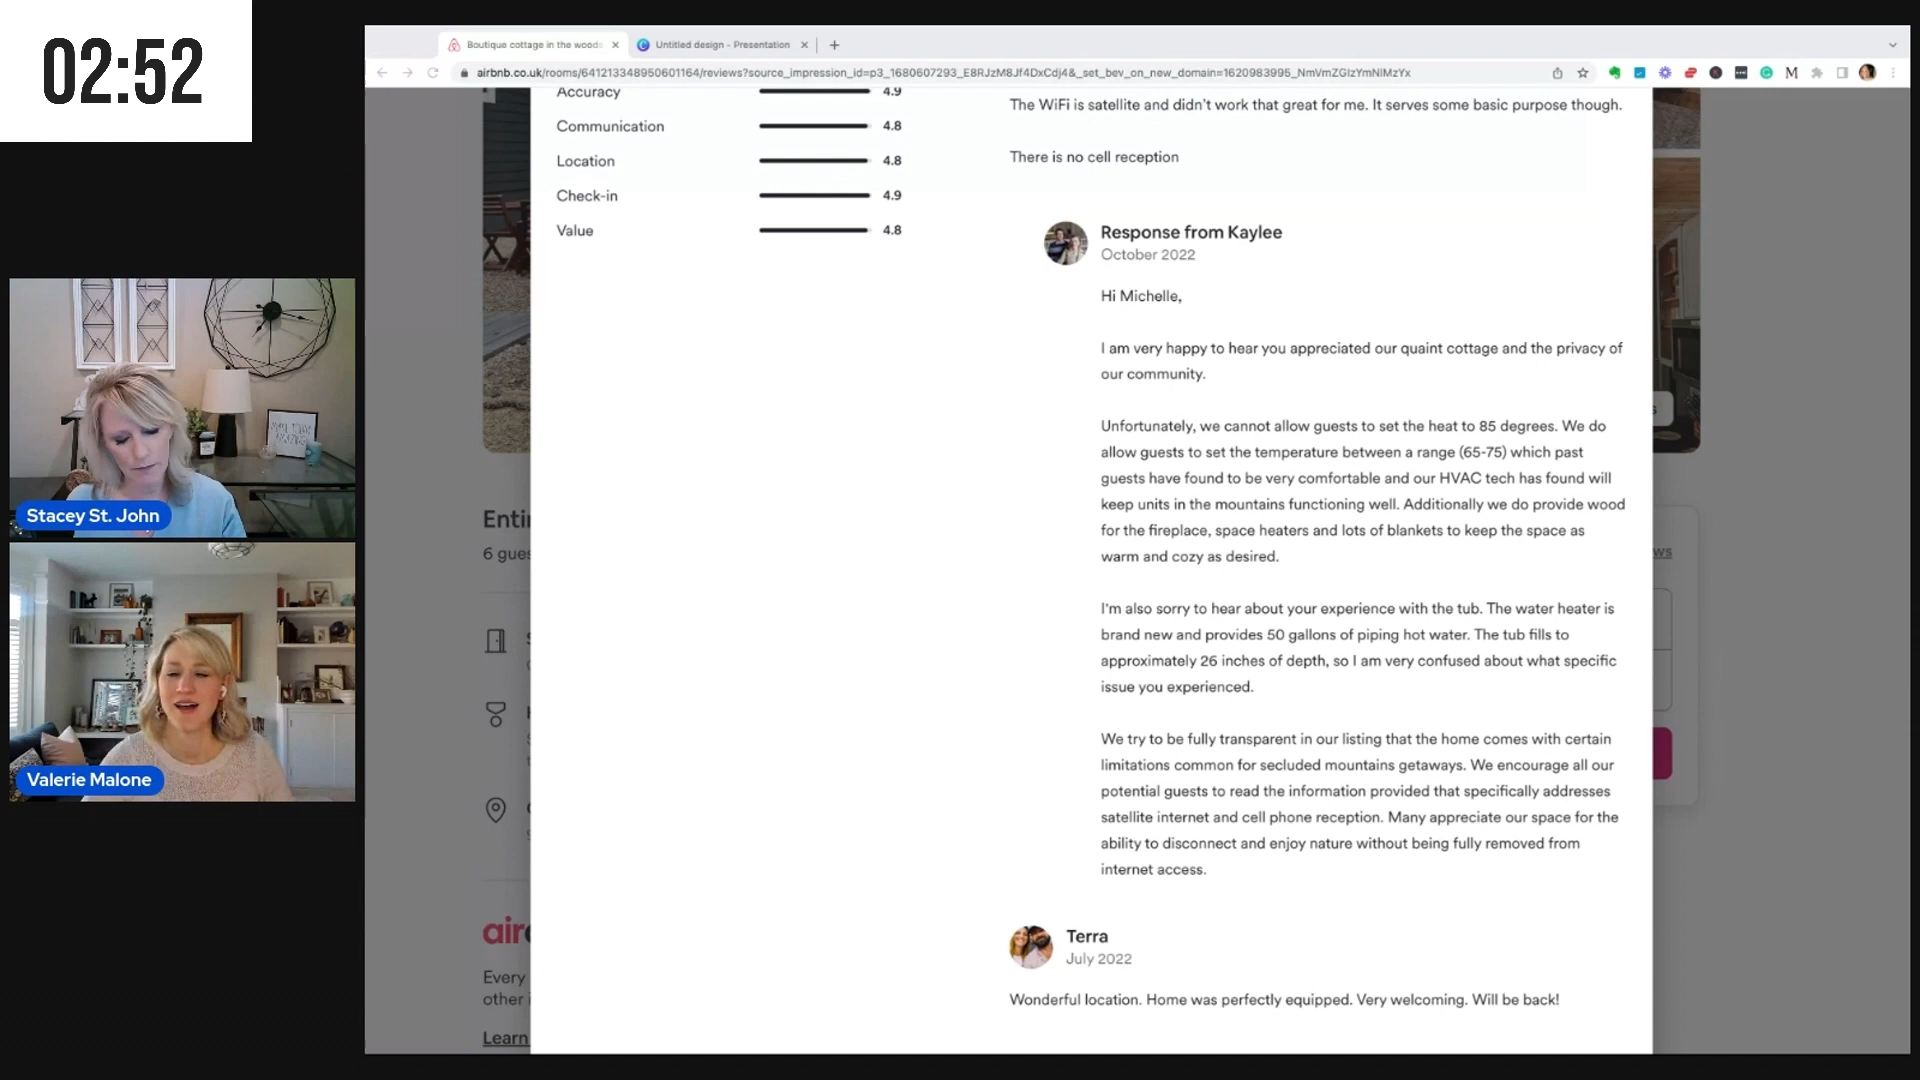 02:52
Boutique cottage in the woods
Untitled design - Presentation
airbnb.co.uk/rooms/641213348950601164/reviews?source_impression_id=p3_1680607293_E8RJzM8Jf4DxCdj4&_set_bev_on_new_domain=1620983995_NmVmZGIzYmNlMzYx
Accuracy 4.9
Communication 4.8
Location 4.8
Check-in 4.9
Value 4.8
The WiFi is satellite and didn't work that great for me. It serves some basic purpose though.
There is no cell reception
Response from Kaylee
October 2022
Hi Michelle,
I am very happy to hear you appreciated our quaint cottage and the privacy of
our community.
Unfortunately, we cannot allow guests to set the heat to 85 degrees. We do
allow guests to set the temperature between a range (65-75) which past
guests have found to be very comfortable and our HVAC tech has found will
keep units in the mountains functioning well. Additionally we do provide wood
for the fireplace, space heaters and lots of blankets to keep the space as
warm and cozy as desired.
I'm also sorry to hear about your experience with the tub. The water heater is
brand new and provides 50 gallons of piping hot water. The tub fills to
approximately 26 inches of depth, so I am very confused about what specific
issue you experienced.
We try to be fully transparent in our listing that the home comes with certain
limitations common for secluded mountains getaways. We encourage all our
potential guests to read the information provided that specifically addresses
satellite internet and cell phone reception. Many appreciate our space for the
ability to disconnect and enjoy nature without being fully removed from
internet access.
Terra
July 2022
Wonderful location. Home was perfectly equipped. Very welcoming. Will be back!
Enti
6 gues
air
Every
other i
Learn
ws
Stacey St. John
Valerie Malone